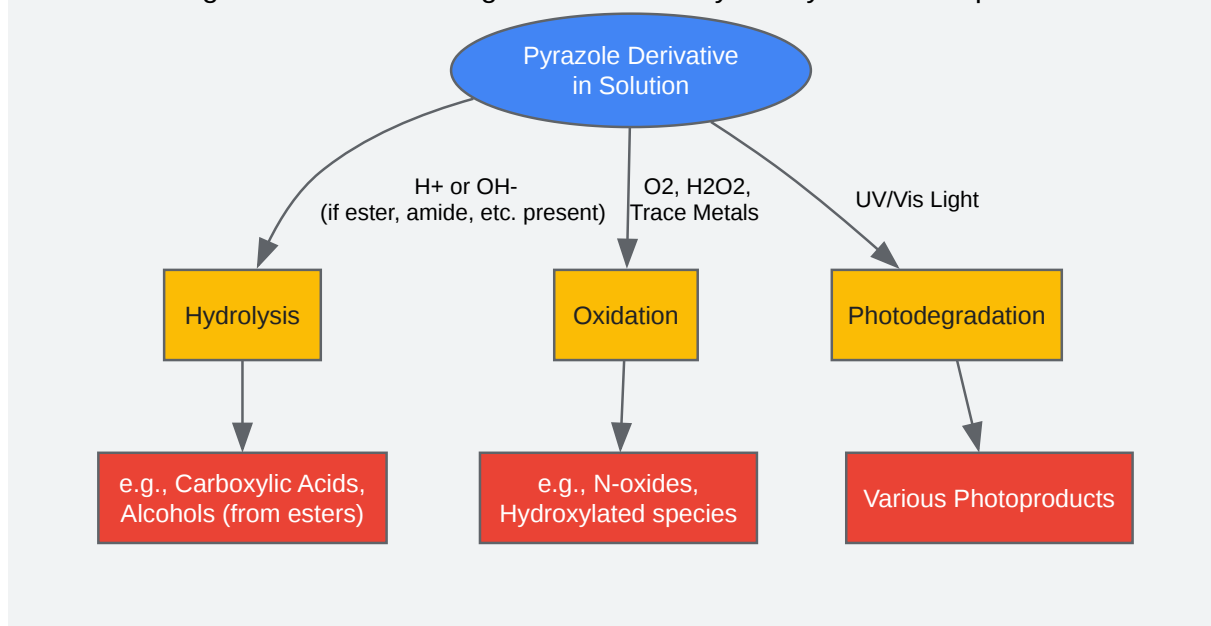 Pyrazole Derivative
in Solution
H+ or OH-
(if ester, amide, etc. present)
O2, H2O2,
Trace Metals
UV/Vis Light
Hydrolysis
Oxidation
Photodegradation
e.g., Carboxylic Acids,
Alcohols (from esters)
e.g., N-oxides,
Hydroxylated species
Various Photoproducts